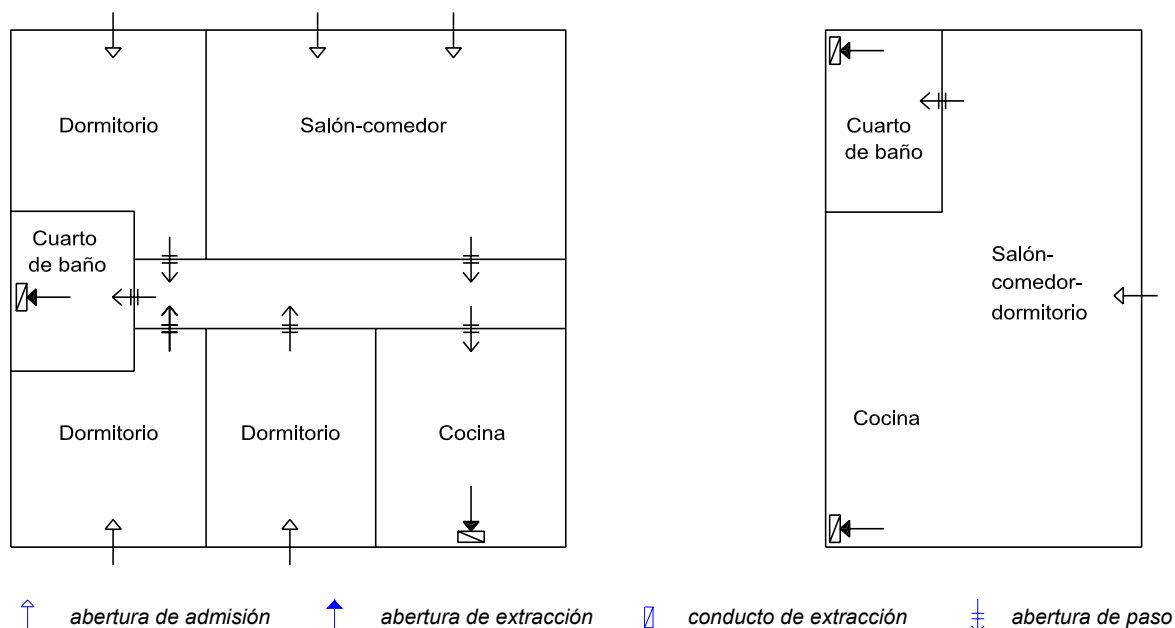 Dormitorio
Salón-comedor
Cuarto
de baño
Dormitorio
Dormitorio
Cocina
Cuarto
de baño
Salón-
comedor-
dormitorio
Cocina
abertura de admisión
abertura de extracción
conducto de extracción
abertura de paso